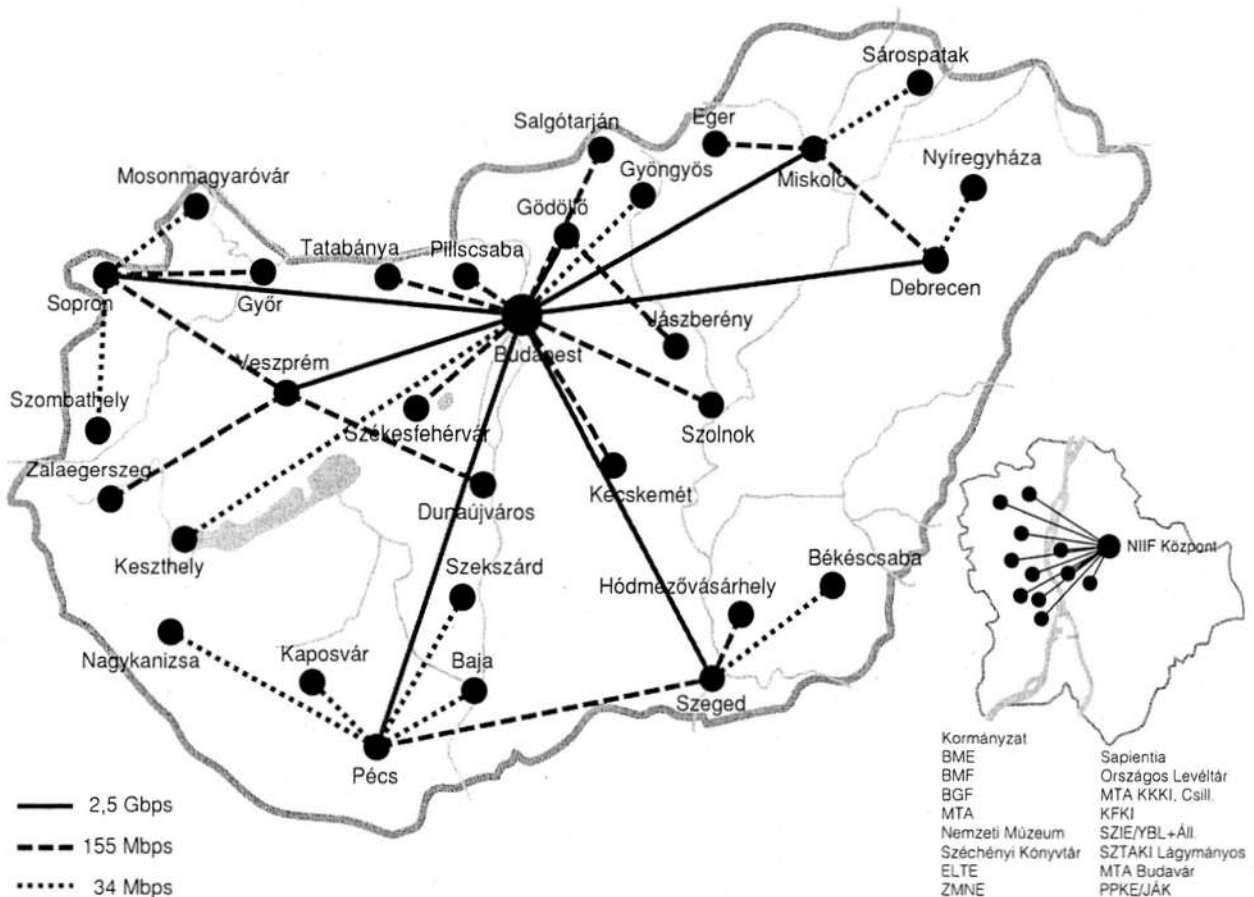 Sárospatak
Salgótarján
Eger
Gyöngyös
Miskolc
Nyíregyháza
Mosonmagyaróvár
Gödöllő
Tatabánya
Piliscsaba
Sopron
Győr
Debrecen
Jászberény
Budapest
Veszprém
Szombathely
Székesfehérvár
Szolnok
Zalaegerszeg
Kecskemét
Dunaújváros
Keszthely
Szekszárd
Hódmezővásárhely
Békéscsaba
NIIF Központ
Nagykanizsa
Kaposvár
Baja
Szeged
Pécs
2,5 Gbps
155 Mbps
34 Mbps
Kormányzat
BME
BMF
BGF
MTA
Nemzeti Múzeum
Széchényi Könyvtár
ELTE
ZMNE
Sapientia
Országos Levéltár
MTA KKKI, Csill.
KFKI
SZIE/YBL+Áll.
SZTAKI Lágymányos
MTA Budavár
PPKE/JÁK